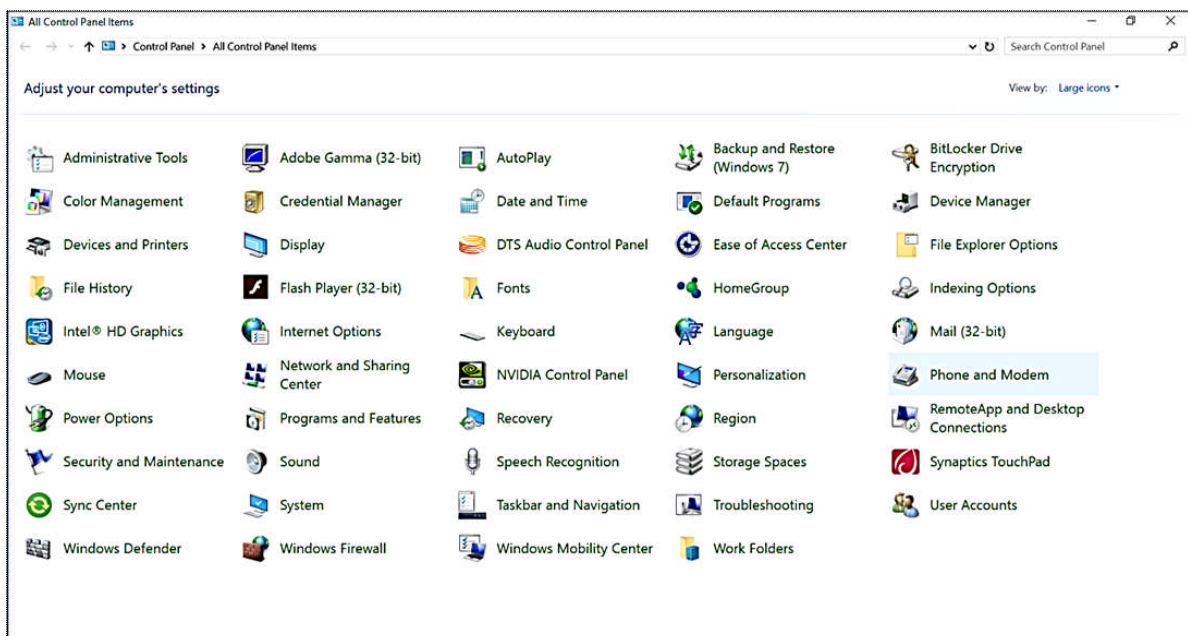 All Control Panel Items
Control Panel > All Control Panel Items
Search Control Panel
Adjust your computer's settings
View by: Large icons
Administrative Tools
Adobe Gamma (32-bit)
AutoPlay
Backup and Restore
(Windows 7)
BitLocker Drive
Encryption
Color Management
Credential Manager
Date and Time
Default Programs
Device Manager
Devices and Printers
Display
DTS Audio Control Panel
Ease of Access Center
File Explorer Options
File History
Flash Player (32-bit)
Fonts
HomeGroup
Indexing Options
Intel® HD Graphics
Internet Options
Keyboard
Language
Mail (32-bit)
Mouse
Network and Sharing
Center
NVIDIA Control Panel
Personalization
Phone and Modem
Power Options
Programs and Features
Recovery
Region
RemoteApp and Desktop
Connections
Security and Maintenance
Sound
Speech Recognition
Storage Spaces
Synaptics TouchPad
Sync Center
System
Taskbar and Navigation
Troubleshooting
User Accounts
Windows Defender
Windows Firewall
Windows Mobility Center
Work Folders